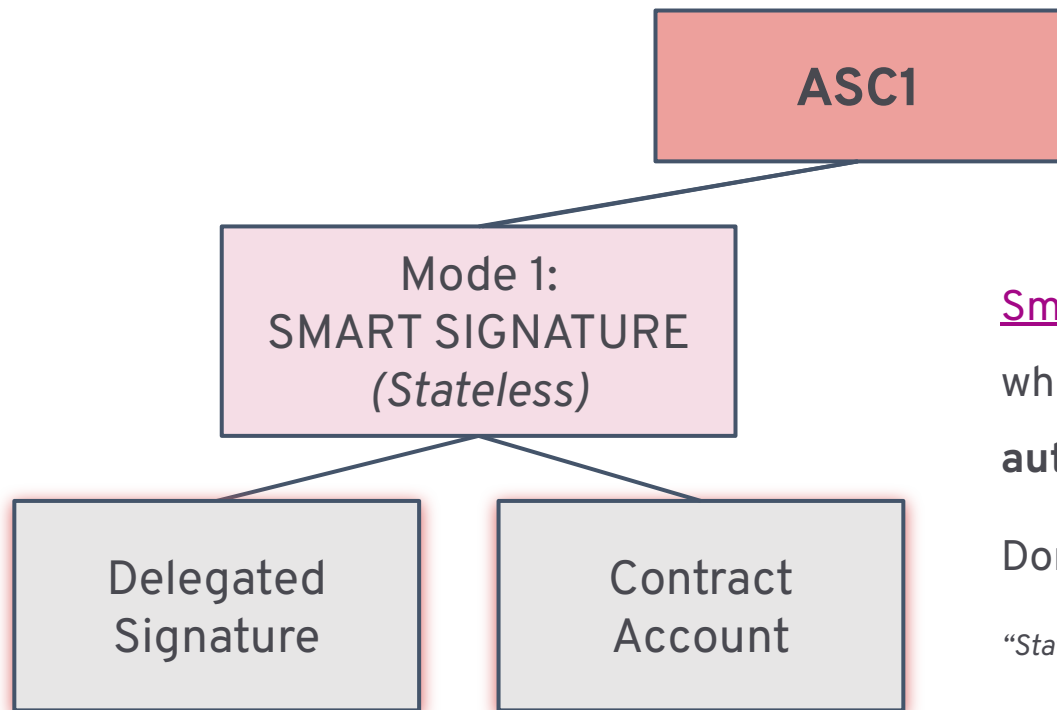 ASC1
Mode 1:
SMART SIGNATURE
(Stateless)
Delegated
Signature
Contract
Account